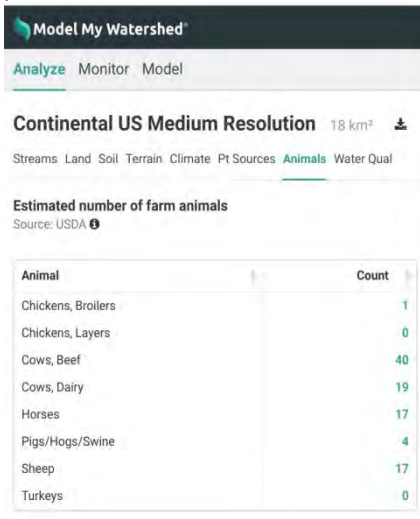 Model My Watershed®
Analyze Monitor Model
Continental US Medium Resolution 18 km²
Streams Land Soil Terrain Climate Pt Sources Animals Water Qual
Estimated number of farm animals
Source: USDA
Animal Count
Chickens, Broilers 1
Chickens, Layers 0
Cows, Beef 40
Cows, Dairy 19
Horses 17
Pigs/Hogs/Swine 4
Sheep 17
Turkeys 0